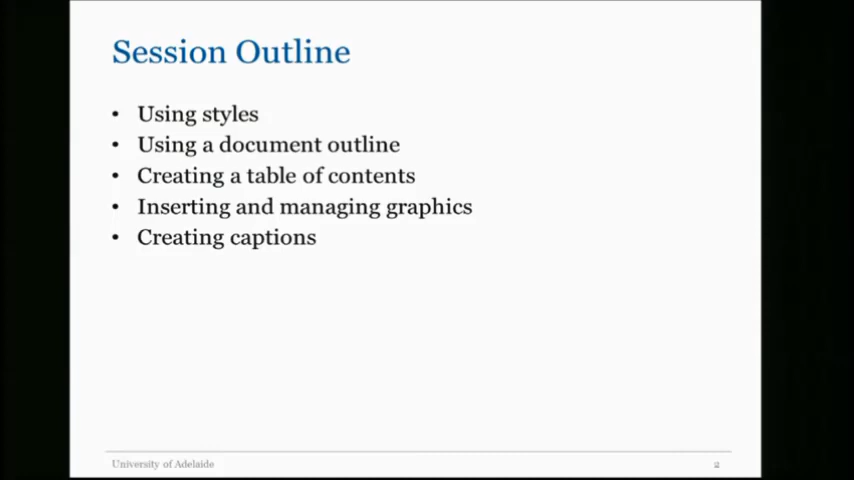 Session Outline
• Using styles
• Using a document outline
• Creating a table of contents
• Inserting and managing graphics
• Creating captions
University of Adelaide
2